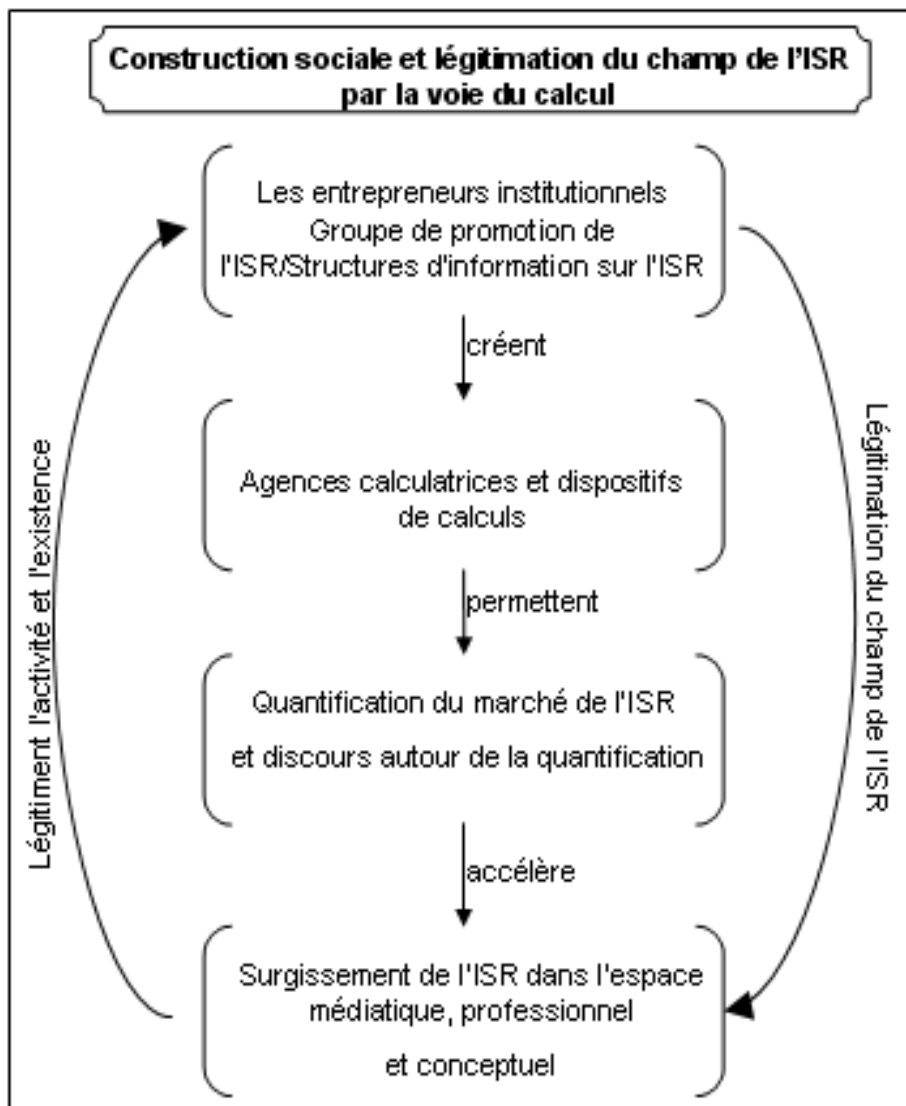 Construction sociale et légitimation du champ de l'ISR
par la voie du calcul
Les entrepreneurs institutionnels
Groupe de promotion de
l'ISR/Structures d'information sur l'ISR
créent
Agences calculatrices et dispositifs
de calculs
permettent
Quantification du marché de l'ISR
et discours autour de la quantification
accélère
Surgissement de l'ISR dans l'espace
médiatique, professionnel
et conceptuel
Légitiment l'activité et l'existence
Légitimation du champ de l'ISR